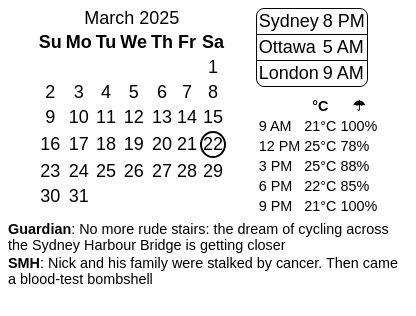 March 2025
Su Mo Tu We Th Fr Sa
1
2 3 4 5 6 7 8
9 10 11 12 13 14 15
16 17 18 19 20 21 22
23 24 25 26 27 28 29
30 31
Sydney 8 PM
Ottawa 5 AM
London 9 AM
°C ☂
9 AM 21°C 100%
12 PM 25°C 78%
3 PM 25°C 88%
6 PM 22°C 85%
9 PM 21°C 100%
Guardian: No more rude stairs: the dream of cycling across
the Sydney Harbour Bridge is getting closer
SMH: Nick and his family were stalked by cancer. Then came
a blood-test bombshell